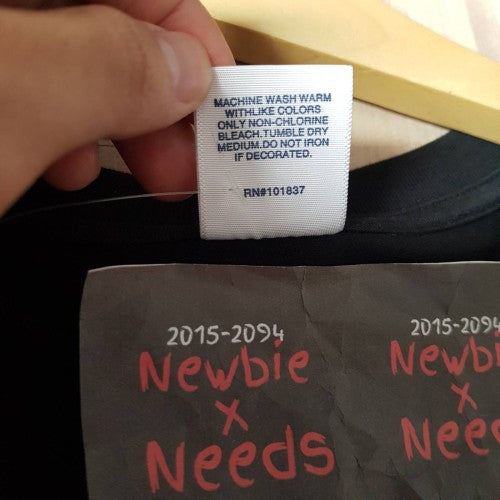 MACHINE WASH WARM
WITHLIKE COLORS
ONLY NON-CHLORINE
BLEACH.TUMBLE DRY
MEDIUM.DO NOT IRON
IF DECORATED.
RN#101837
2015-2094
Newbie
x
Needs
2015-2094
Newbie
x
Needs